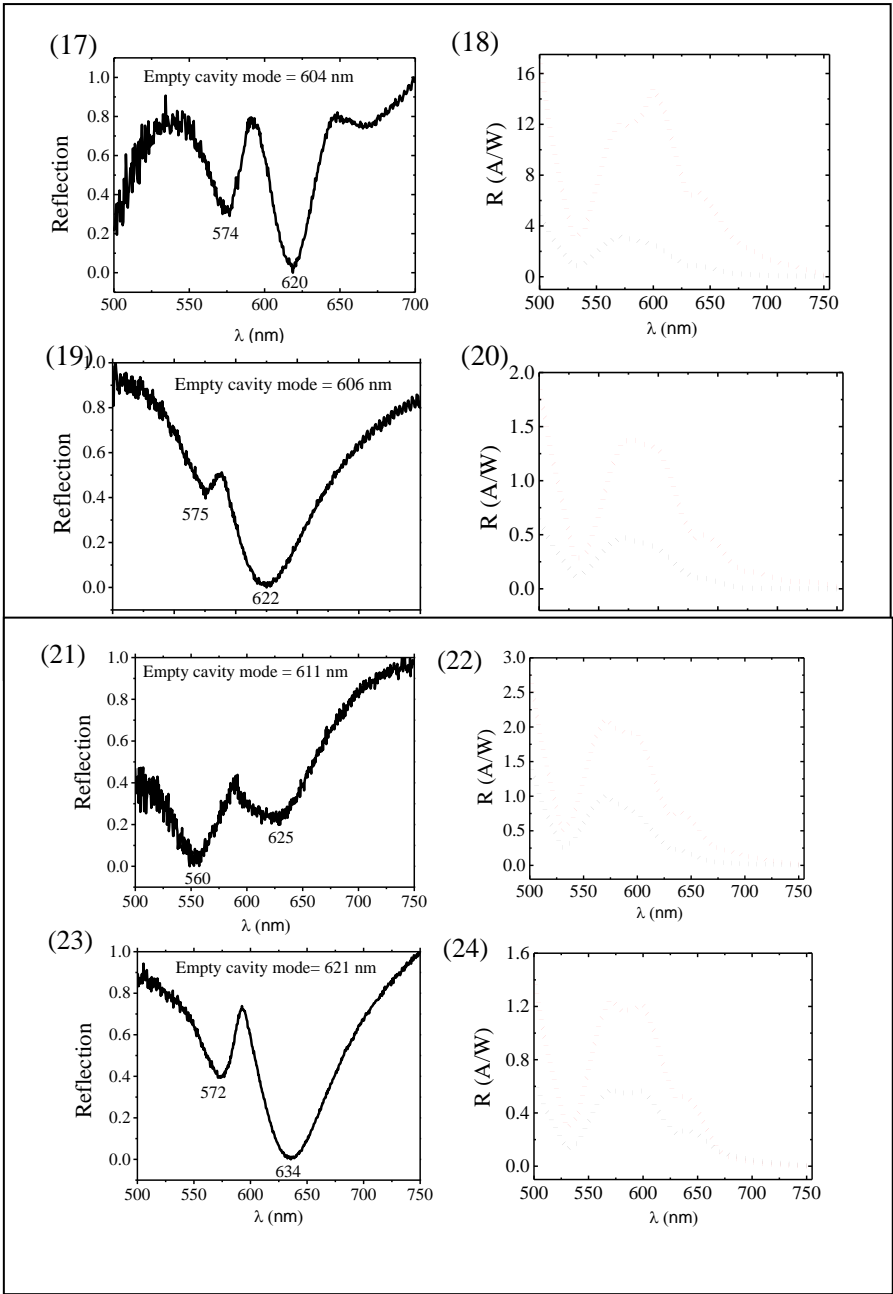 (17)
Empty cavity mode = 604 nm
Reflection
1.0
0.8
0.6
0.4
0.2
0.0
574
620
500 550 600 650 700
λ (nm)
(18)
R (A/W)
16
12
8
4
0
500 550 600 650 700 750
λ (nm)
(19)
Empty cavity mode = 606 nm
Reflection
1.0
0.8
0.6
0.4
0.2
0.0
575
622
(20)
R (A/W)
2.0
1.5
1.0
0.5
0.0
(21)
Empty cavity mode = 611 nm
Reflection
1.0
0.8
0.6
0.4
0.2
0.0
560
625
500 550 600 650 700 750
λ (nm)
(22)
R (A/W)
3.0
2.5
2.0
1.5
1.0
0.5
0.0
500 550 600 650 700 750
λ (nm)
(23)
Empty cavity mode= 621 nm
Reflection
1.0
0.8
0.6
0.4
0.2
0.0
572
634
500 550 600 650 700 750
λ (nm)
(24)
R (A/W)
1.6
1.2
0.8
0.4
0.0
500 550 600 650 700 750
λ (nm)